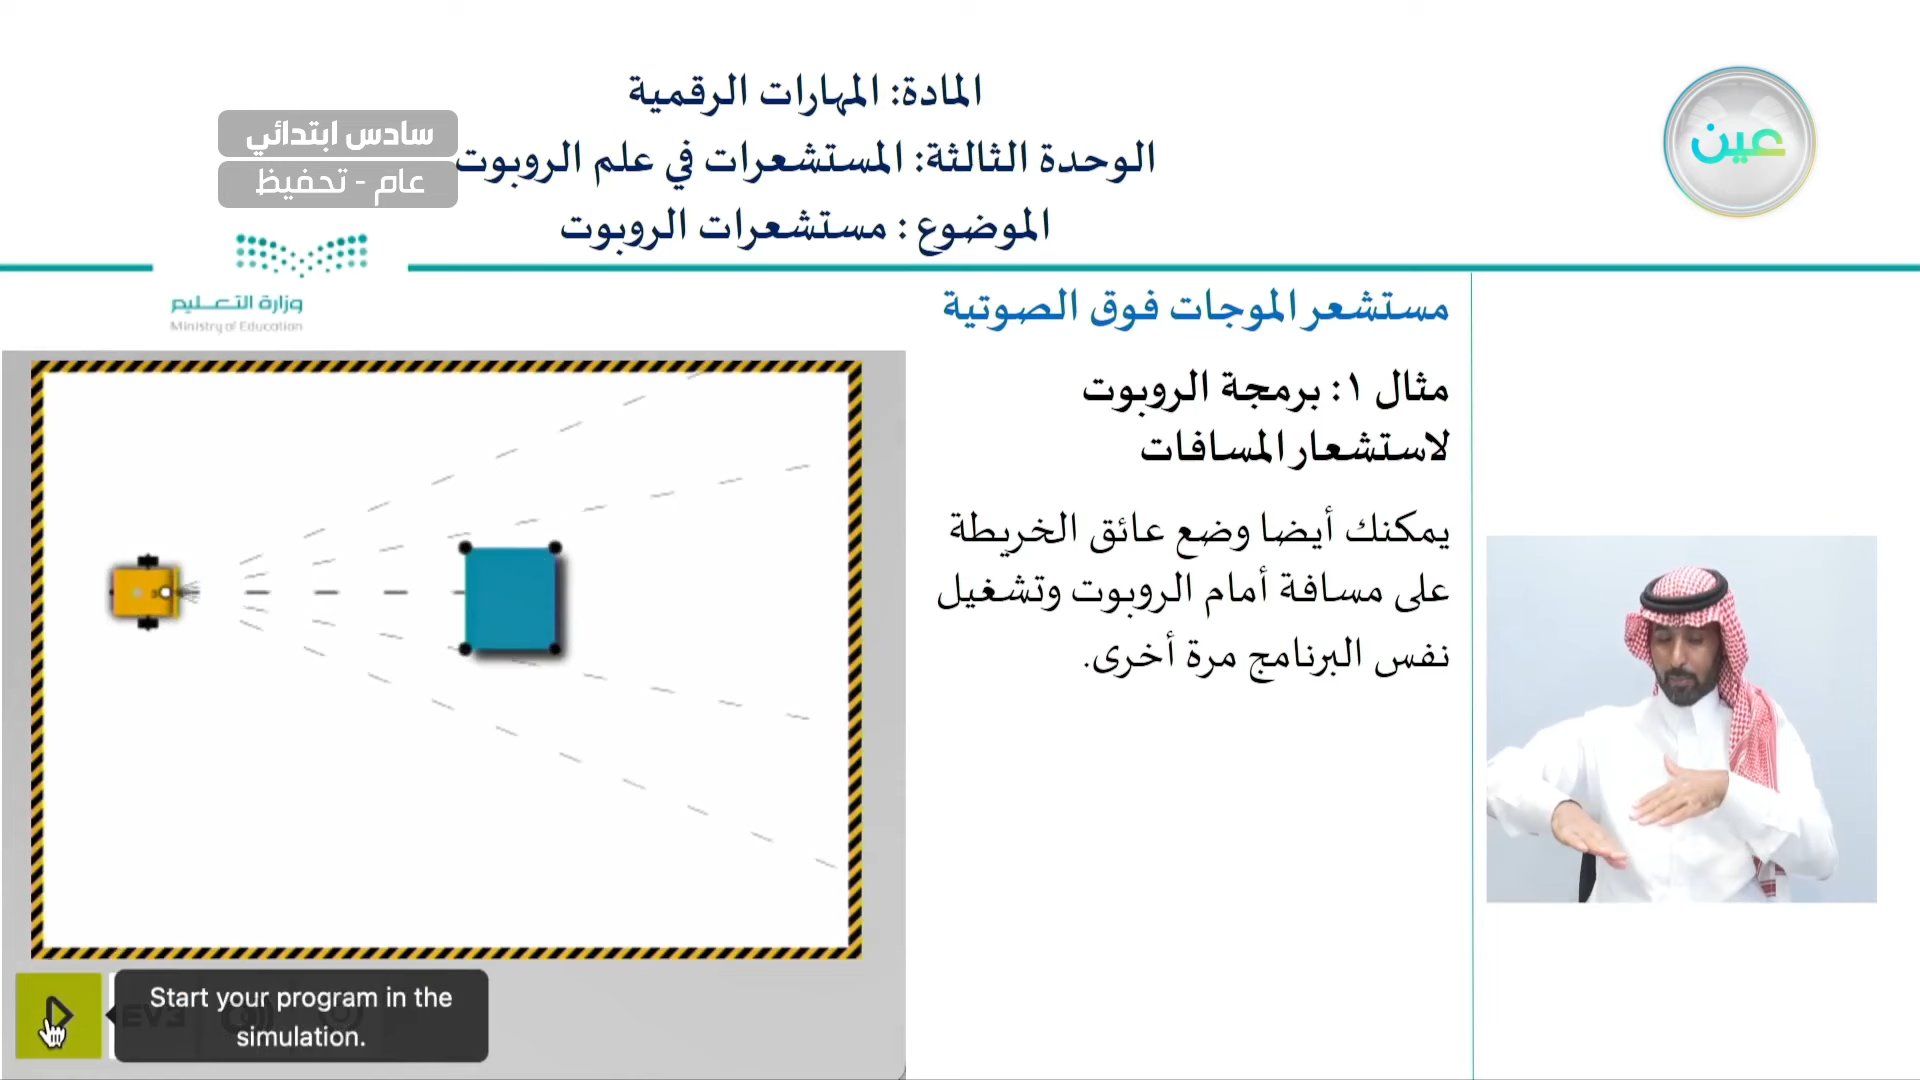 المادة: المهارات الرقمية
الوحدة الثالثة: المستشعرات في علم الروبوت
الموضوع : مستشعرات الروبوت
عين
سادس ابتدائي
عام - تحفيظ
وزارة التعليم
Ministry of Education
مستشعر الموجات فوق الصوتية
مثال ١: برمجة الروبوت
لاستشعار المسافات
يمكنك أيضا وضع عائق الخريطة
على مسافة أمام الروبوت وتشغيل
نفس البرنامج مرة أخرى.
Start your program in the
simulation.
EV3